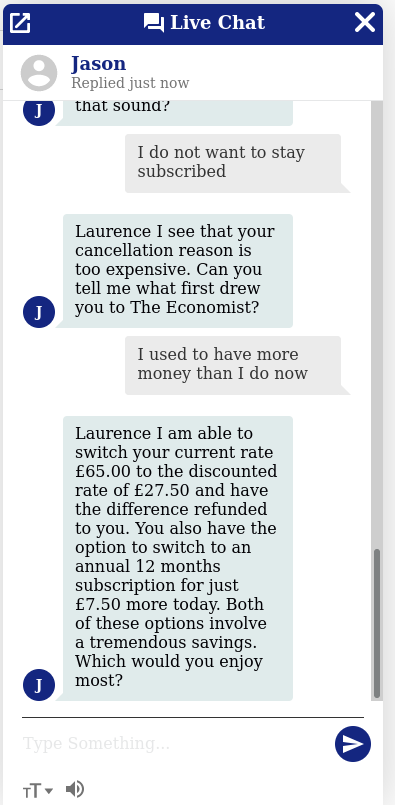 Live Chat
Jason
Replied just now
that sound?
J
I do not want to stay
subscribed
Laurence I see that your
cancellation reason is
too expensive. Can you
tell me what first drew
you to The Economist?
J
I used to have more
money than I do now
Laurence I am able to
switch your current rate
£65.00 to the discounted
rate of £27.50 and have
the difference refunded
to you. You also have the
option to switch to an
annual 12 months
subscription for just
£7.50 more today. Both
of these options involve
a tremendous savings.
Which would you enjoy
most?
J
Type Something...
TT